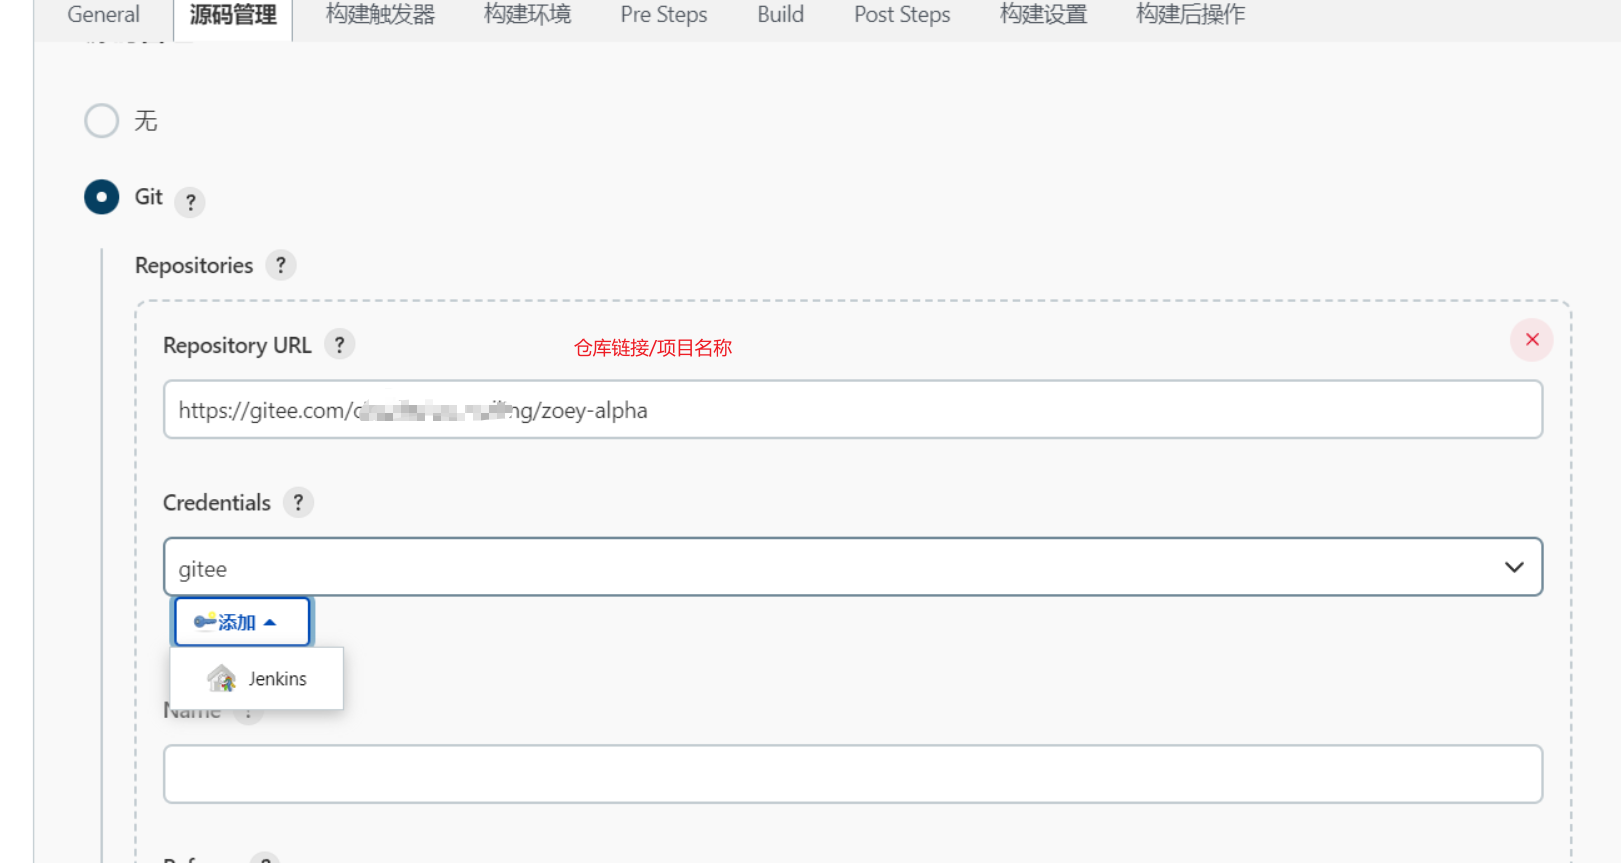 General 源码管理 构建触发器 构建环境 Pre Steps Build Post Steps 构建设置 构建后操作
无
Git ?
Repositories ?
Repository URL ? 仓库链接/项目名称
https://gitee.com/ ng/zoey-alpha
Credentials ?
gitee
添加
Jenkins
Name ?